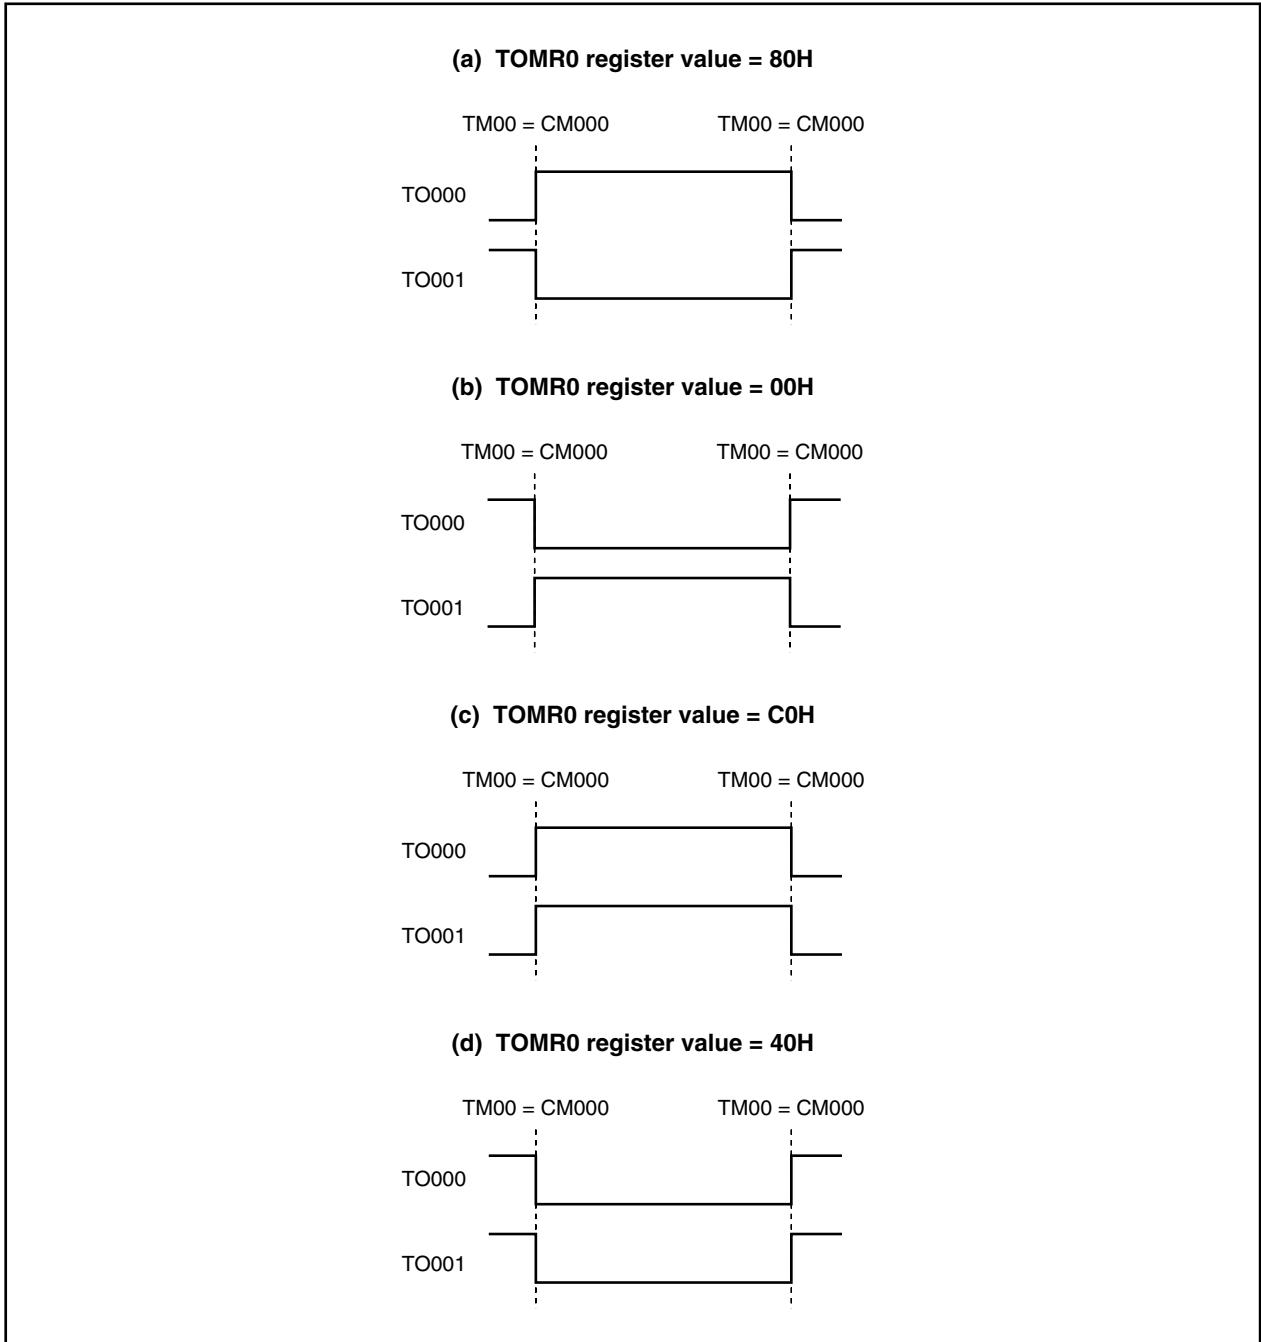 (a) TOMR0 register value = 80H
TM00 = CM000 TM00 = CM000
TO000
TO001
(b) TOMR0 register value = 00H
TM00 = CM000 TM00 = CM000
TO000
TO001
(c) TOMR0 register value = C0H
TM00 = CM000 TM00 = CM000
TO000
TO001
(d) TOMR0 register value = 40H
TM00 = CM000 TM00 = CM000
TO000
TO001